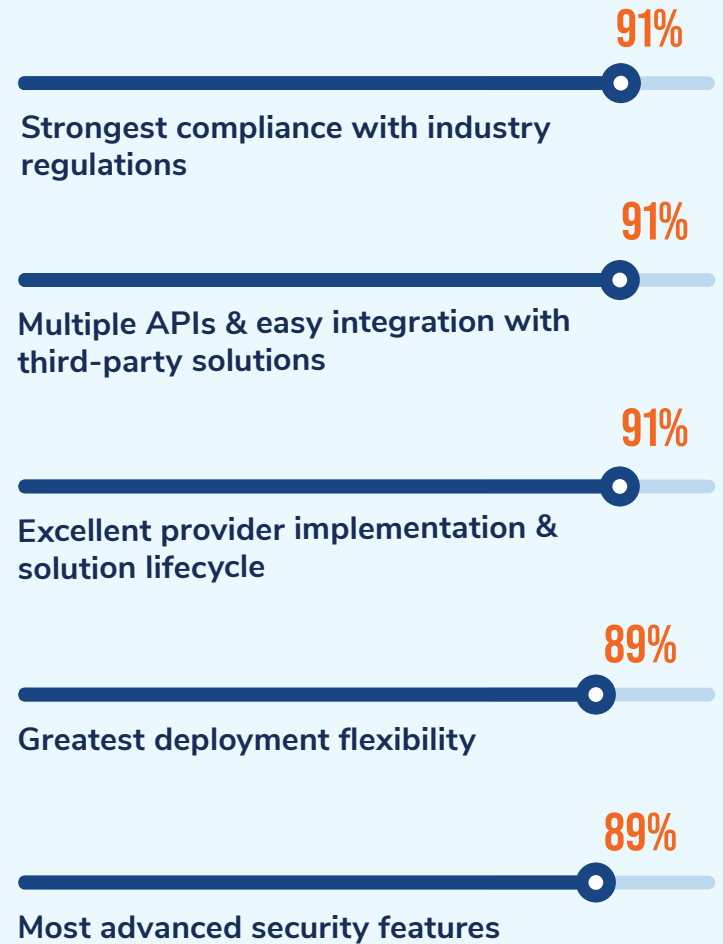 91%
Strongest compliance with industry
regulations
91%
Multiple APIs & easy integration with
third-party solutions
91%
Excellent provider implementation &
solution lifecycle
89%
Greatest deployment flexibility
89%
Most advanced security features